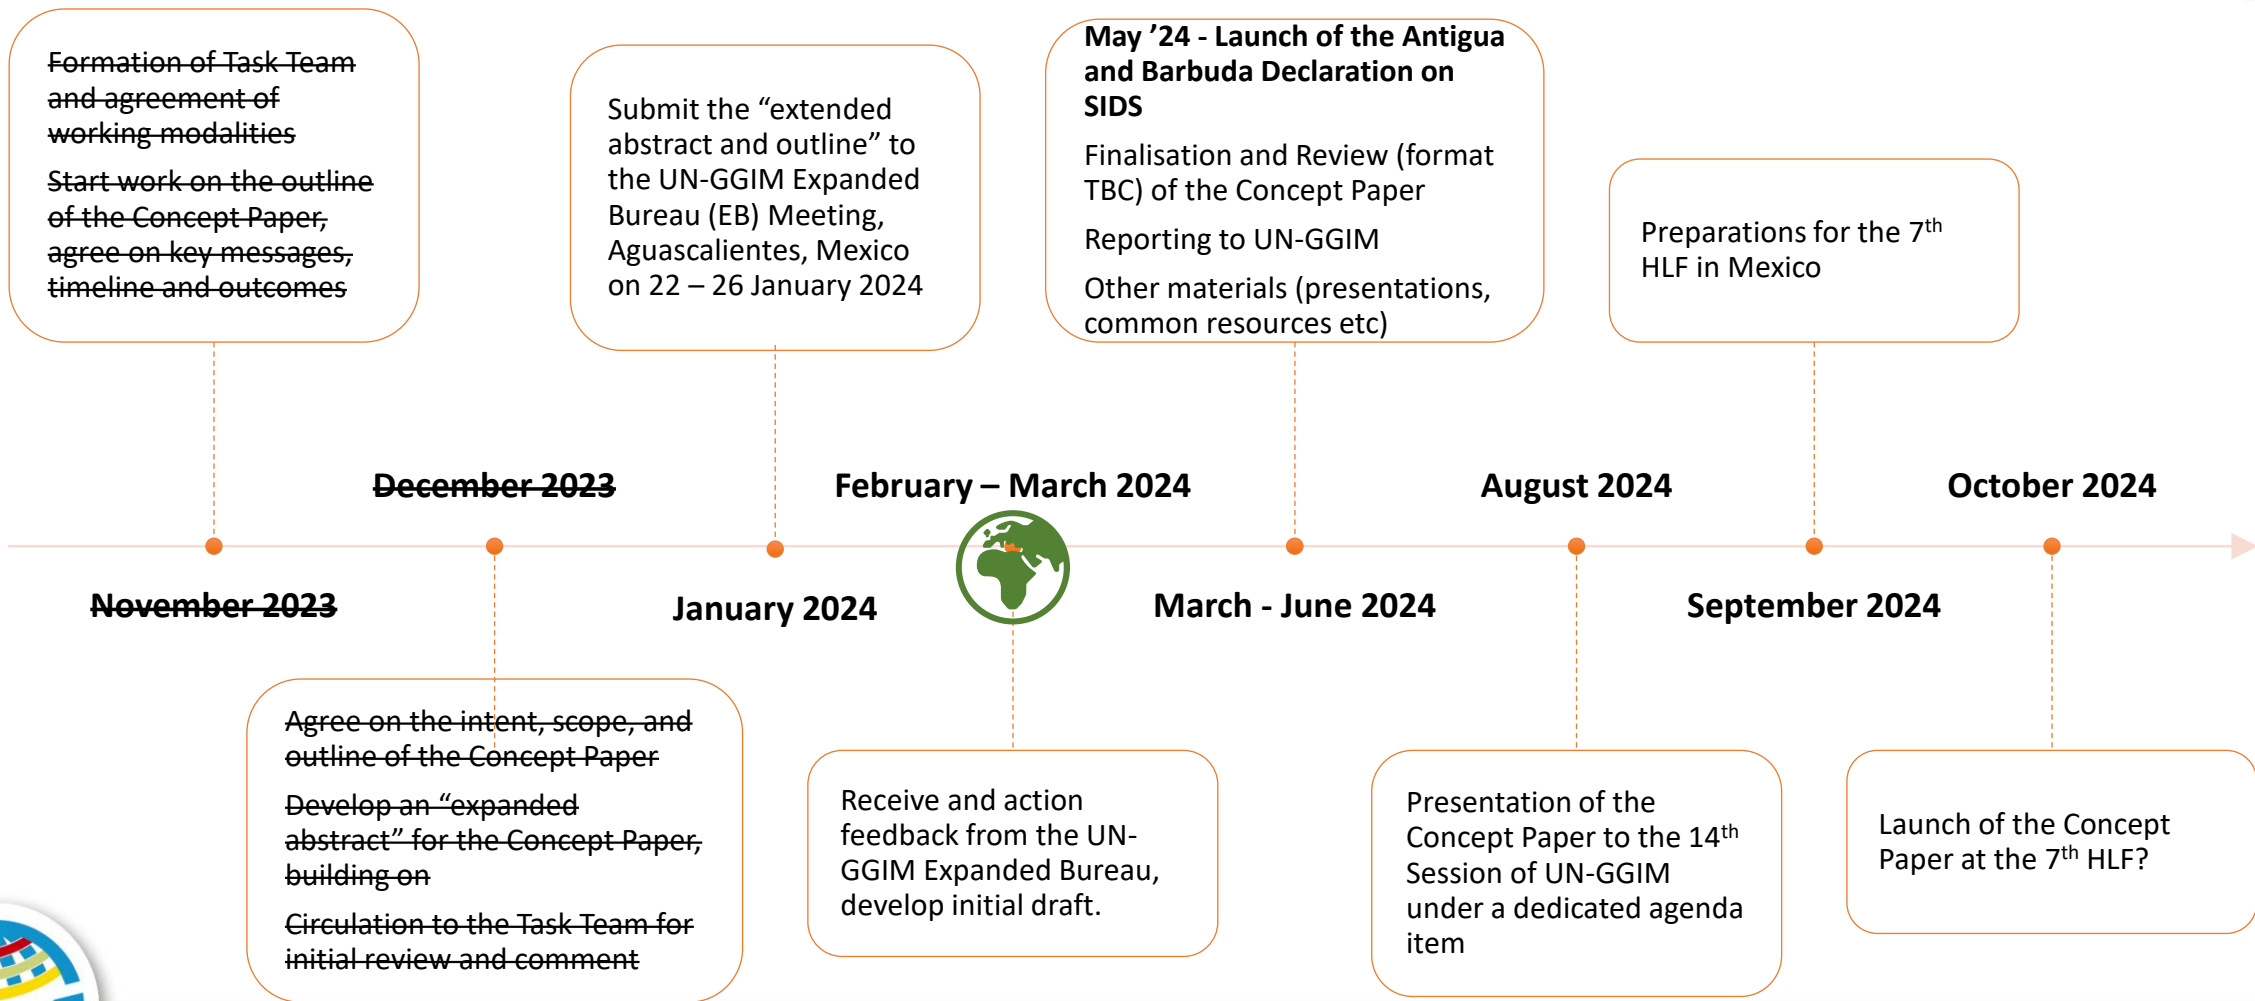 Formation of Task Team
and agreement of
working modalities
Start work on the outline
of the Concept Paper,
agree on key messages,
timeline and outcomes
Submit the “extended
abstract and outline” to
the UN-GGIM Expanded
Bureau (EB) Meeting,
Aguascalientes, Mexico
on 22 – 26 January 2024
May ’24 - Launch of the Antigua
and Barbuda Declaration on
SIDS
Finalisation and Review (format
TBC) of the Concept Paper
Reporting to UN-GGIM
Other materials (presentations,
common resources etc)
Preparations for the 7th
HLF in Mexico
December 2023
February – March 2024
August 2024
October 2024
November 2023
January 2024
March - June 2024
September 2024
Agree on the intent, scope, and
outline of the Concept Paper
Develop an “expanded
abstract” for the Concept Paper,
building on
Circulation to the Task Team for
initial review and comment
Receive and action
feedback from the UN-
GGIM Expanded Bureau,
develop initial draft.
Presentation of the
Concept Paper to the 14th
Session of UN-GGIM
under a dedicated agenda
item
Launch of the Concept
Paper at the 7th HLF?